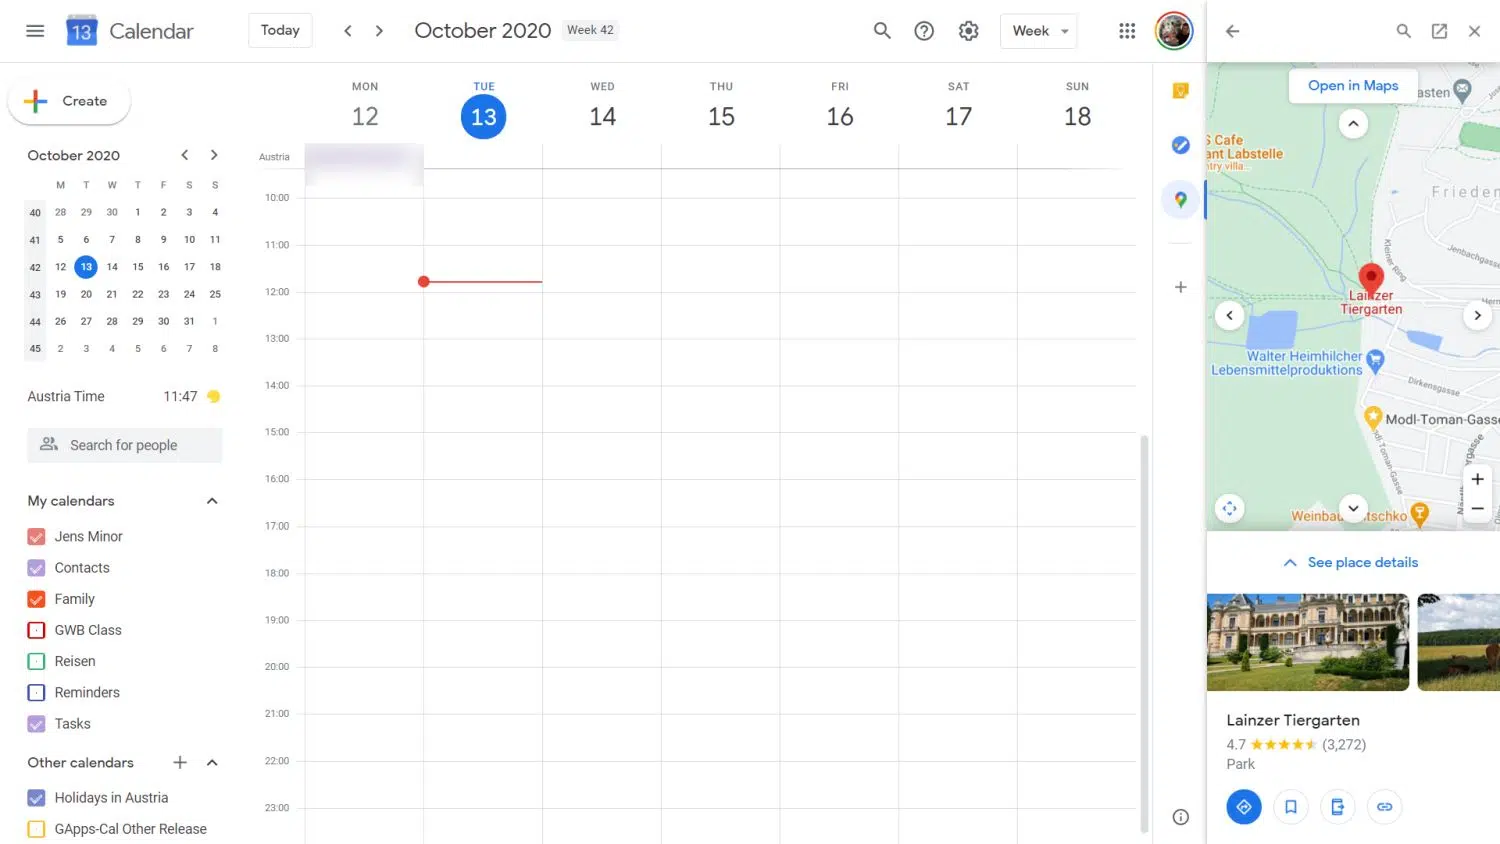 13 Calendar
Today
October 2020
Week 42
Week
Create
October 2020
M T W T F S S
40 28 29 30 1 2 3 4
41 5 6 7 8 9 10 11
42 12 13 14 15 16 17 18
43 19 20 21 22 23 24 25
44 26 27 28 29 30 31 1
45 2 3 4 5 6 7 8
Austria Time 11:47
Search for people
My calendars
Jens Minor
Contacts
Family
GWB Class
Reisen
Reminders
Tasks
Other calendars
Holidays in Austria
GApps-Cal Other Release
MON TUE WED THU FRI SAT SUN
12 13 14 15 16 17 18
Austria
10:00
11:00
12:00
13:00
14:00
15:00
16:00
17:00
18:00
19:00
20:00
21:00
22:00
23:00
Open in Maps
asten
S Cafe
ant Labstelle
try villa...
Frieden
Kleiner Ring
Jenbachgasse
Lainzer
Tiergarten
Walter Heimhilcher
Lebensmittelproduktions
Dirkensgasse
Modl-Toman-Gasse
Weinbau
tschko
See place details
Lainzer Tiergarten
4.7 (3,272)
Park